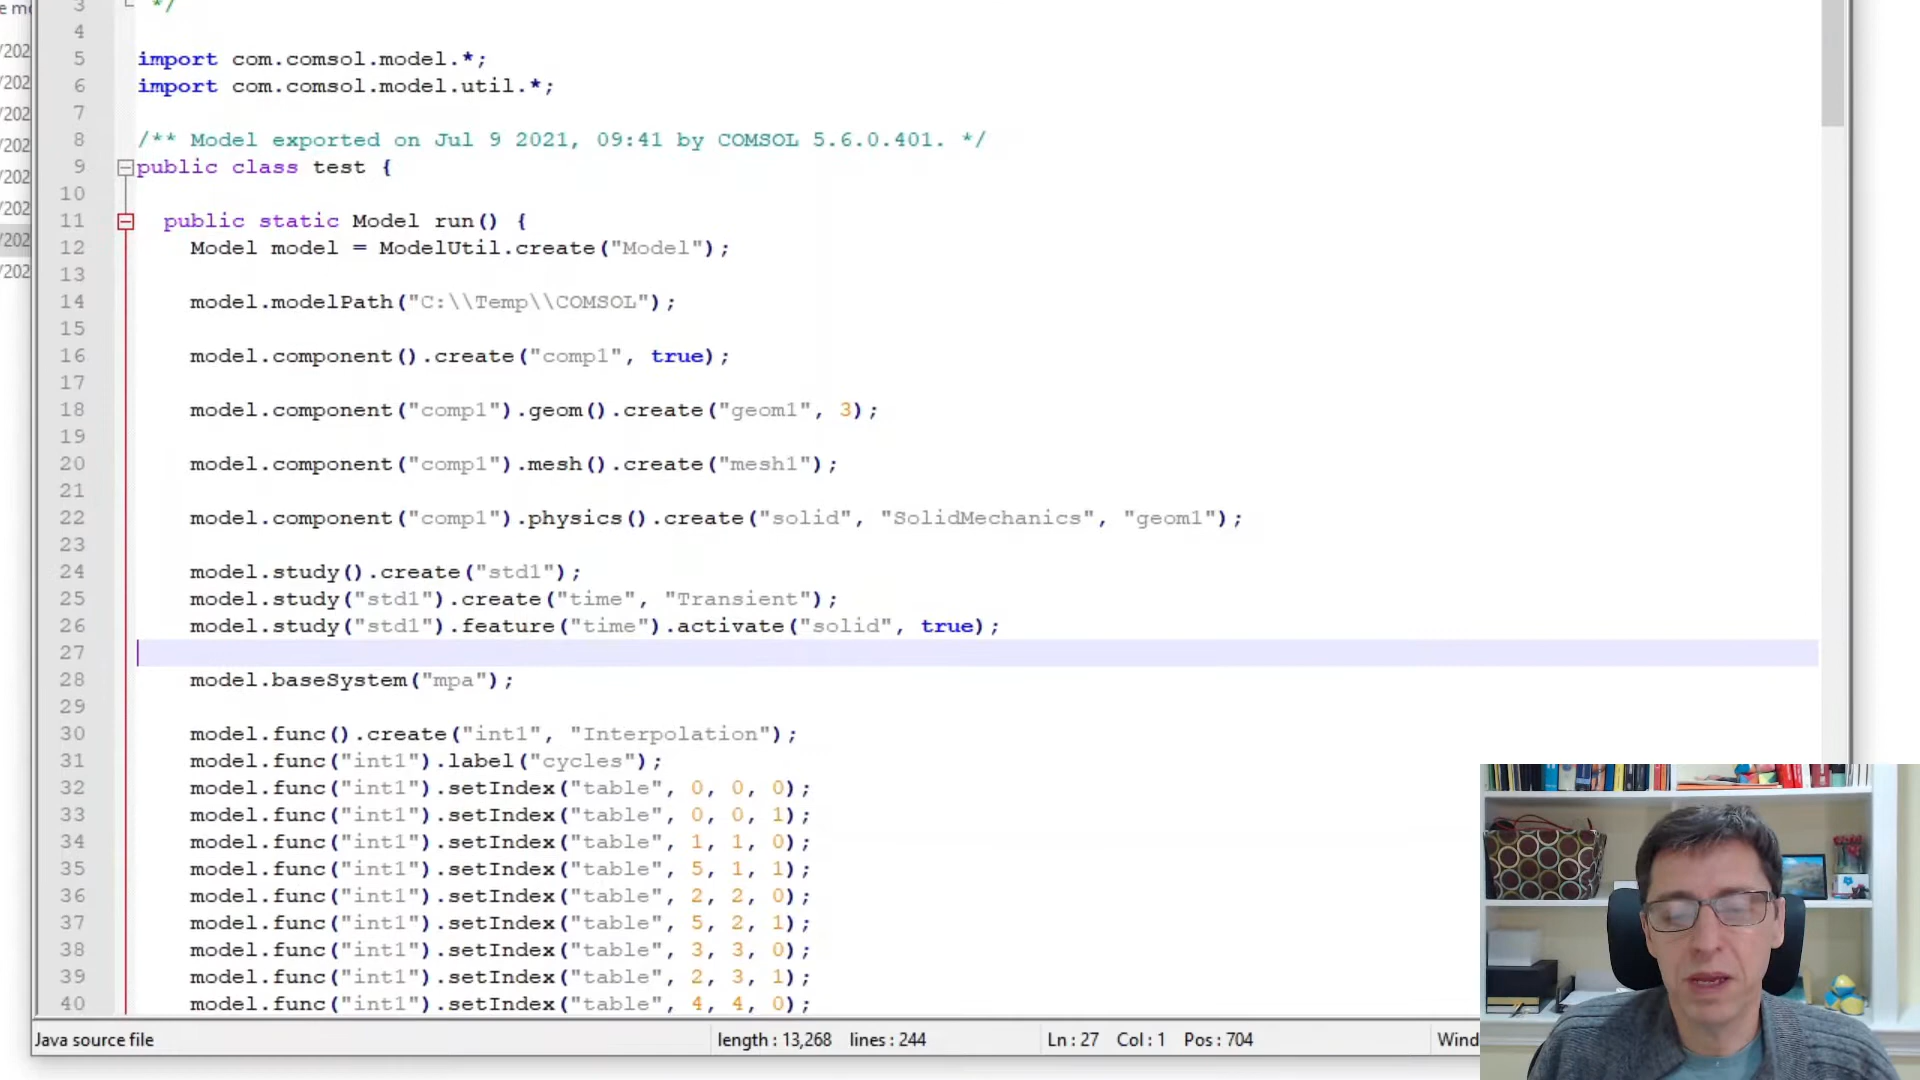 e m
/202
/202
/202
/202
/202
/202
/202
/202
3 */
4
5 import com.comsol.model.*;
6 import com.comsol.model.util.*;
7
8 /** Model exported on Jul 9 2021, 09:41 by COMSOL 5.6.0.401. */
9 public class test {
10
11 public static Model run() {
12 Model model = ModelUtil.create("Model");
13
14 model.modelPath("C:\\Temp\\COMSOL");
15
16 model.component().create("comp1", true);
17
18 model.component("comp1").geom().create("geom1", 3);
19
20 model.component("comp1").mesh().create("mesh1");
21
22 model.component("comp1").physics().create("solid", "SolidMechanics", "geom1");
23
24 model.study().create("std1");
25 model.study("std1").create("time", "Transient");
26 model.study("std1").feature("time").activate("solid", true);
27
28 model.baseSystem("mpa");
29
30 model.func().create("int1", "Interpolation");
31 model.func("int1").label("cycles");
32 model.func("int1").setIndex("table", 0, 0, 0);
33 model.func("int1").setIndex("table", 0, 0, 1);
34 model.func("int1").setIndex("table", 1, 1, 0);
35 model.func("int1").setIndex("table", 5, 1, 1);
36 model.func("int1").setIndex("table", 2, 2, 0);
37 model.func("int1").setIndex("table", 5, 2, 1);
38 model.func("int1").setIndex("table", 3, 3, 0);
39 model.func("int1").setIndex("table", 2, 3, 1);
40 model.func("int1").setIndex("table", 4, 4, 0);
Java source file length : 13,268 lines : 244 Ln : 27 Col : 1 Pos : 704 Wind